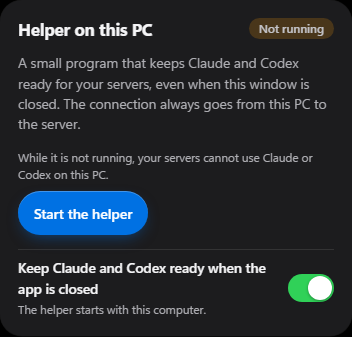 Helper on this PC
Not running
A small program that keeps Claude and Codex
ready for your servers, even when this window is
closed. The connection always goes from this PC to
the server.
While it is not running, your servers cannot use Claude or
Codex on this PC.
Start the helper
Keep Claude and Codex ready when the
app is closed
The helper starts with this computer.